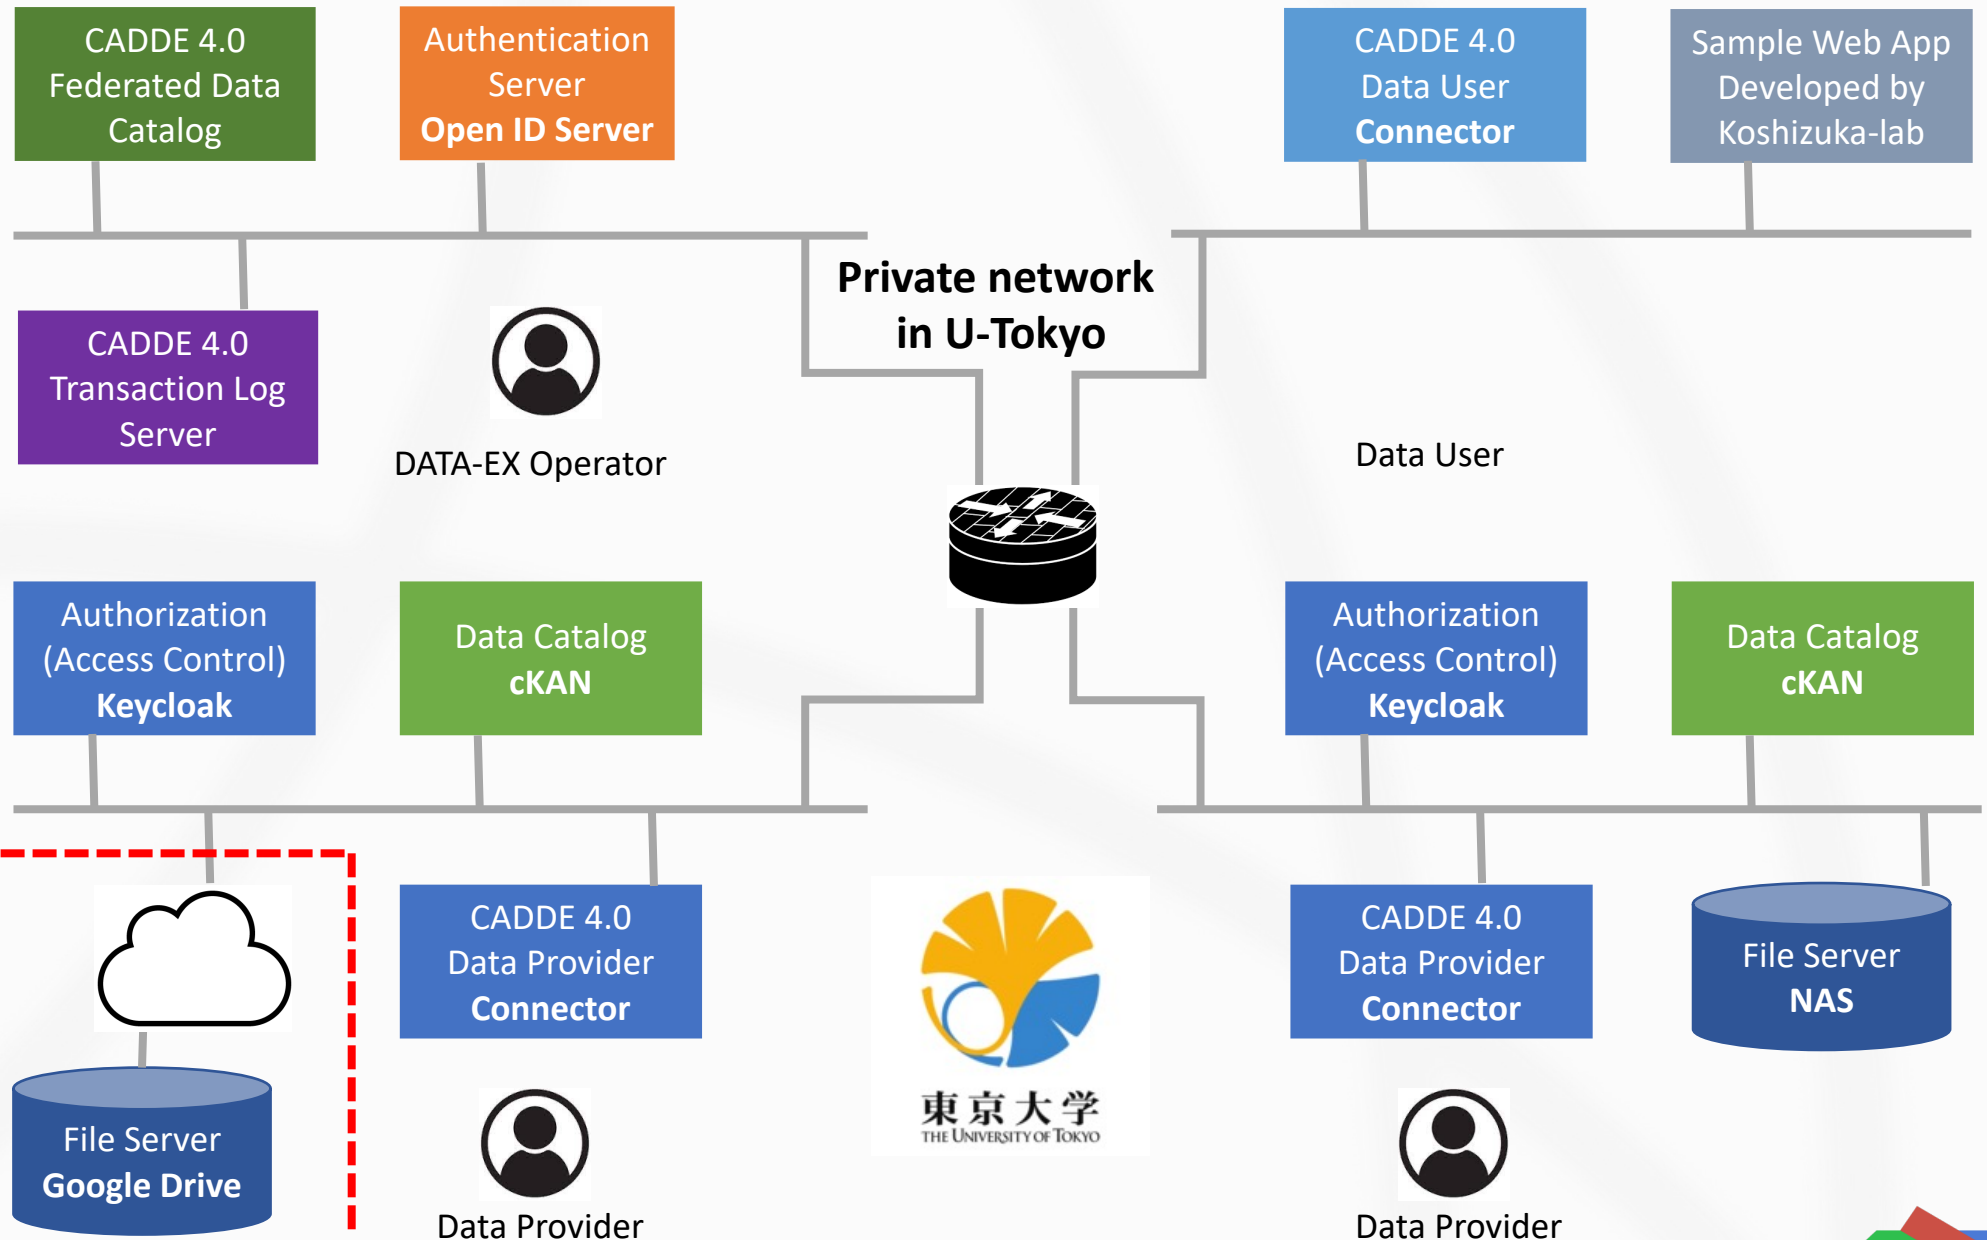 CADDE 4.0
Federated Data
Catalog
Authentication
Server
Open ID Server
CADDE 4.0
Data User
Connector
Sample Web App
Developed by
Koshizuka-lab
Private network
in U-Tokyo
CADDE 4.0
Transaction Log
Server
DATA-EX Operator
Data User
Authorization
(Access Control)
Keycloak
Data Catalog
cKAN
Authorization
(Access Control)
Keycloak
Data Catalog
cKAN
CADDE 4.0
Data Provider
Connector
CADDE 4.0
Data Provider
Connector
File Server
NAS
東京大学
THE UNIVERSITY OF TOKYO
File Server
Google Drive
Data Provider
Data Provider